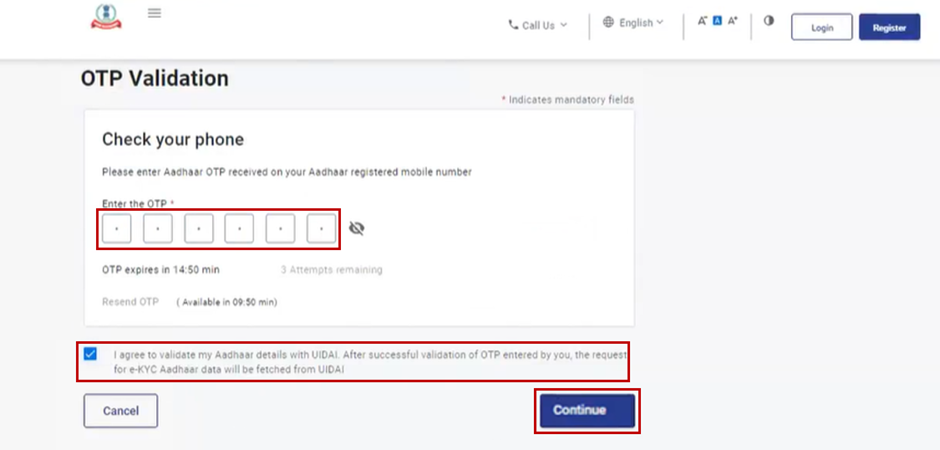 Call Us
English
A- A A+
Login
Register
OTP Validation
* Indicates mandatory fields
Check your phone
Please enter Aadhaar OTP received on your Aadhaar registered mobile number
Enter the OTP *
OTP expires in 14:50 min 3 Attempts remaining
Resend OTP ( Available in 09:50 min)
I agree to validate my Aadhaar details with UIDAI. After successful validation of OTP entered by you, the request
for e-KYC Aadhaar data will be fetched from UIDAI
Cancel
Continue